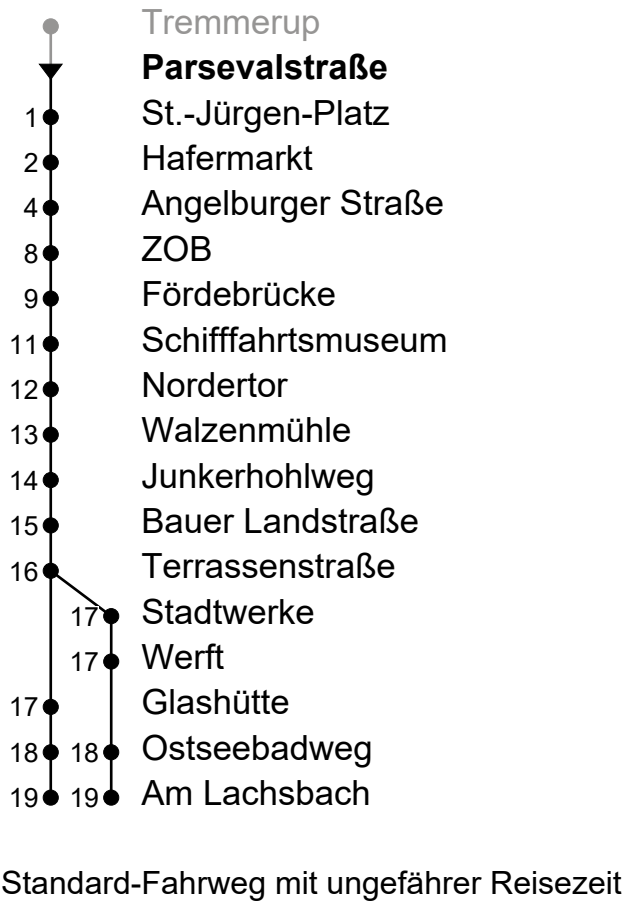 Tremmerup
Parsevalstraße
1 St.-Jürgen-Platz
2 Hafermarkt
4 Angelburger Straße
8 ZOB
9 Fördebrücke
11 Schifffahrtsmuseum
12 Nordertor
13 Walzenmühle
14 Junkerhohlweg
15 Bauer Landstraße
16 Terrassenstraße
17 Stadtwerke
17 Werft
17 Glashütte
18 18 Ostseebadweg
19 19 Am Lachsbach
Standard-Fahrweg mit ungefährer Reisezeit